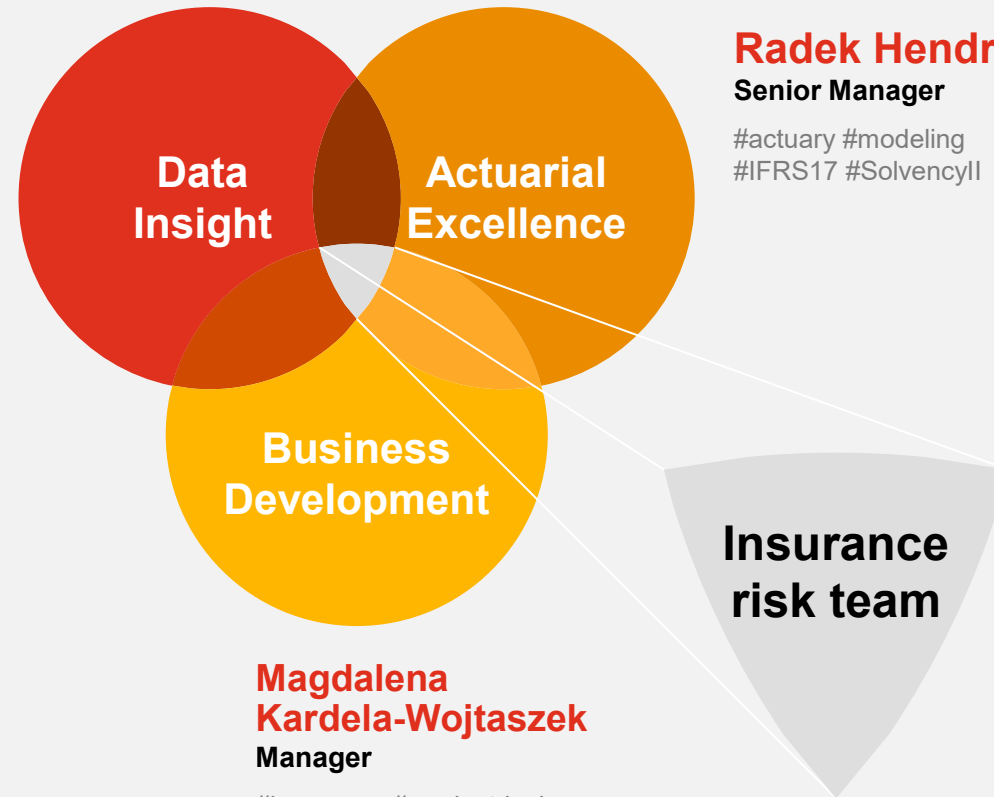 Radek
Senior Manager
#actuary #modeling
#IFRS17 #SolvencyII
Data
Insight
Actuarial
Excellence
Business
Development
Insurance
risk team
Magdalena
Kardela-Wojtaszek
Manager